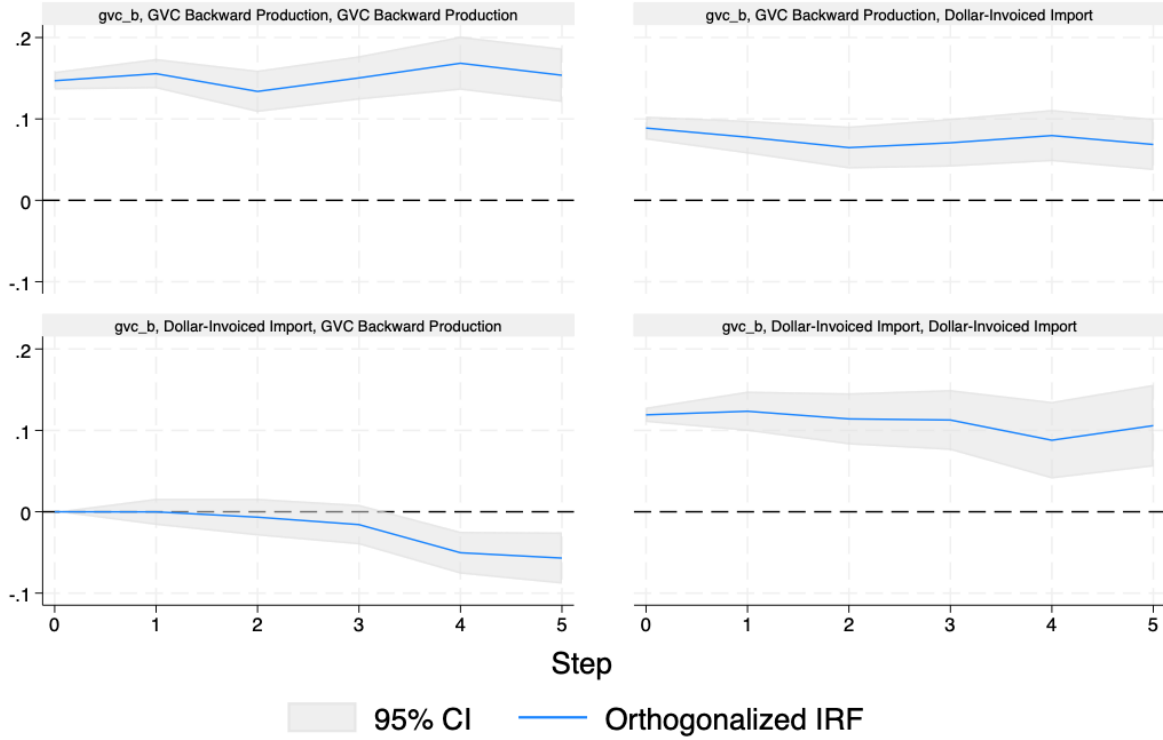 gvc_b, GVC Backward Production, GVC Backward Production
gvc_b, GVC Backward Production, Dollar-Invoiced Import
.2
.1
0
-.1
gvc_b, Dollar-Invoiced Import, GVC Backward Production
gvc_b, Dollar-Invoiced Import, Dollar-Invoiced Import
.2
.1
0
-.1
0 1 2 3 4 5
0 1 2 3 4 5
Step
95% CI
Orthogonalized IRF